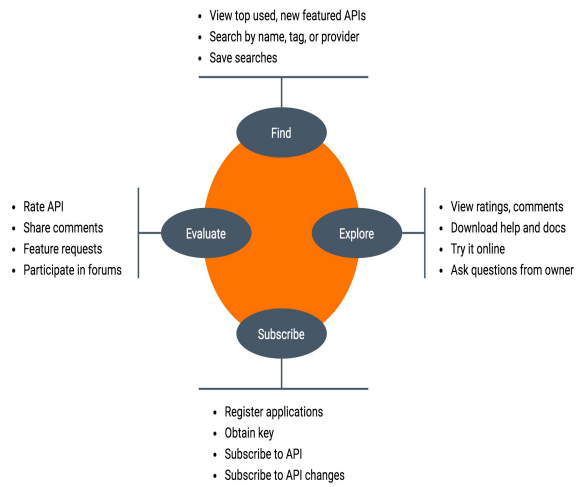 • View top used, new featured APIs
• Search by name, tag, or provider
• Save searches
Find
• Rate API
• Share comments
• Feature requests
• Participate in forums
Evaluate
Explore
• View ratings, comments
• Download help and docs
• Try it online
• Ask questions from owner
Subscribe
• Register applications
• Obtain key
• Subscribe to API
• Subscribe to API changes